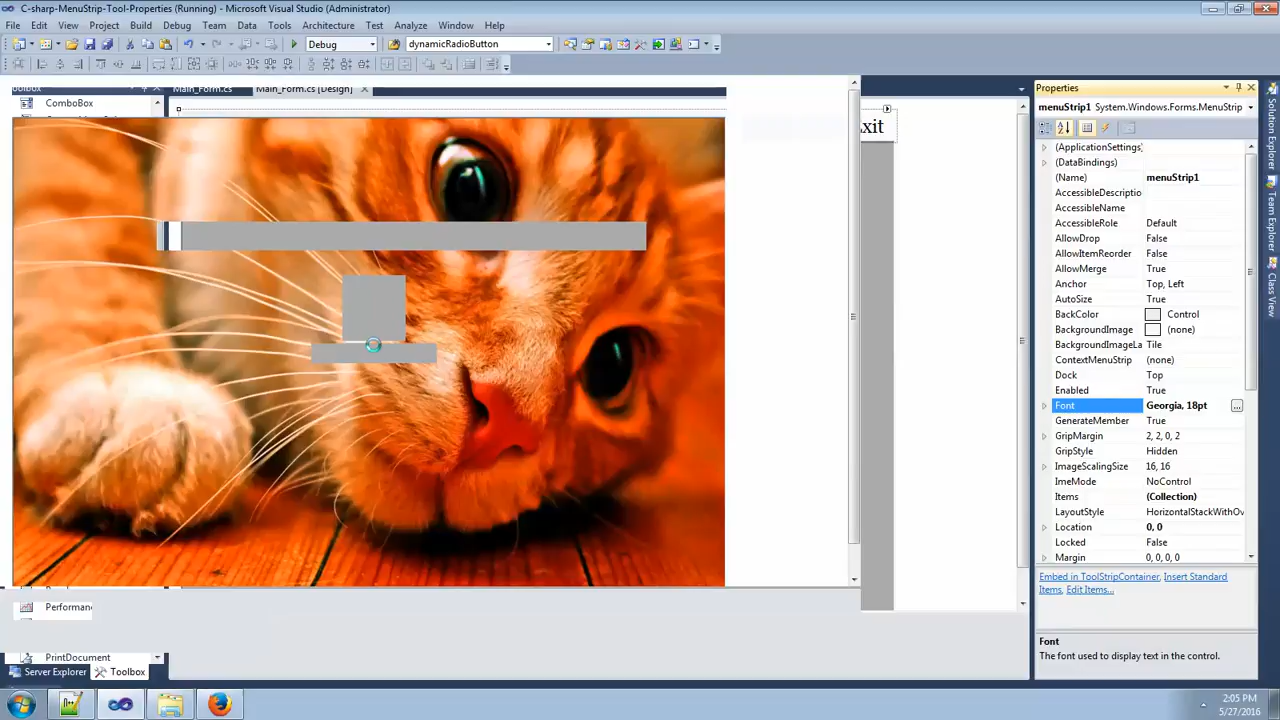 C-sharp-MenuStrip-Tool-Properties (Running) - Microsoft Visual Studio (Administrator)
File Edit View Project Build Debug Team Data Tools Architecture Test Analyze Window Help
Debug dynamicRadioButton
Main_Form.cs Main_Form.cs [Design]
ComboBox
Exit
Performan
PrintDocument
Server Explorer Toolbox
Properties
menuStrip1 System.Windows.Forms.MenuStrip
(ApplicationSettings)
(DataBindings)
(Name) menuStrip1
AccessibleDescriptio
AccessibleName
AccessibleRole Default
AllowDrop False
AllowItemReorder False
AllowMerge True
Anchor Top, Left
AutoSize True
BackColor Control
BackgroundImage (none)
BackgroundImageLa Tile
ContextMenuStrip (none)
Dock Top
Enabled True
Font Georgia, 18pt ...
GenerateMember True
GripMargin 2, 2, 0, 2
GripStyle Hidden
ImageScalingSize 16, 16
ImeMode NoControl
Items (Collection)
LayoutStyle HorizontalStackWithOv
Location 0, 0
Locked False
Margin 0, 0, 0, 0
Embed in ToolStripContainer, Insert Standard
Items, Edit Items...
Font
The font used to display text in the control.
Solution Explorer
Team Explorer
Class View
2:05 PM
5/27/2016